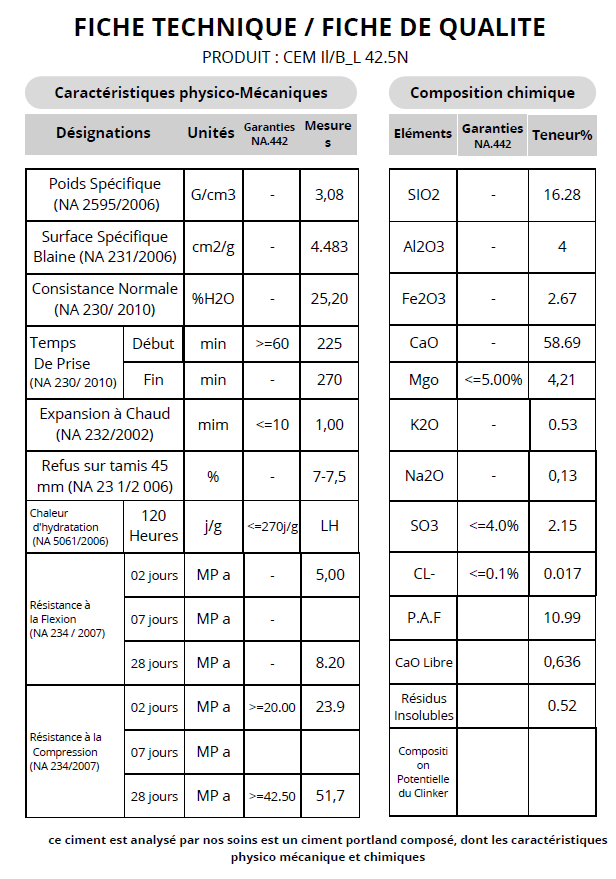 FICHE TECHNIQUE / FICHE DE QUALITE
PRODUIT : CEM Il/B_L 42.5N
Caractéristiques physico-Mécaniques
Désignations Unités Garanties NA.442 Mesure s
Poids Spécifique (NA 2595/2006) G/cm3 - 3,08
Surface Spécifique Blaine (NA 231/2006) cm2/g - 4.483
Consistance Normale (NA 230/ 2010) %H2O - 25,20
Temps De Prise (NA 230/ 2010) Début min >=60 225
Fin min - 270
Expansion à Chaud (NA 232/2002) mim <=10 1,00
Refus sur tamis 45 mm (NA 23 1/2 006) % - 7-7,5
Chaleur d'hydratation (NA 5061/2006) 120 Heures j/g <=270j/g LH
Résistance à la Flexion (NA 234 / 2007) 02 jours MP a - 5,00
07 jours MP a -
28 jours MP a - 8.20
Résistance à la Compression (NA 234/2007) 02 jours MP a >=20.00 23.9
07 jours MP a
28 jours MP a >=42.50 51,7
Composition chimique
Eléments Garanties NA.442 Teneur%
SIO2 - 16.28
Al2O3 - 4
Fe2O3 - 2.67
CaO - 58.69
Mgo <=5.00% 4,21
K2O - 0.53
Na2O - 0,13
SO3 <=4.0% 2.15
CL- <=0.1% 0.017
P.A.F 10.99
CaO Libre 0,636
Résidus Insolubles 0.52
Compositi on Potentielle du Clinker
ce ciment est analysé par nos soins est un ciment portland composé, dont les caractéristiques
physico mécanique et chimiques